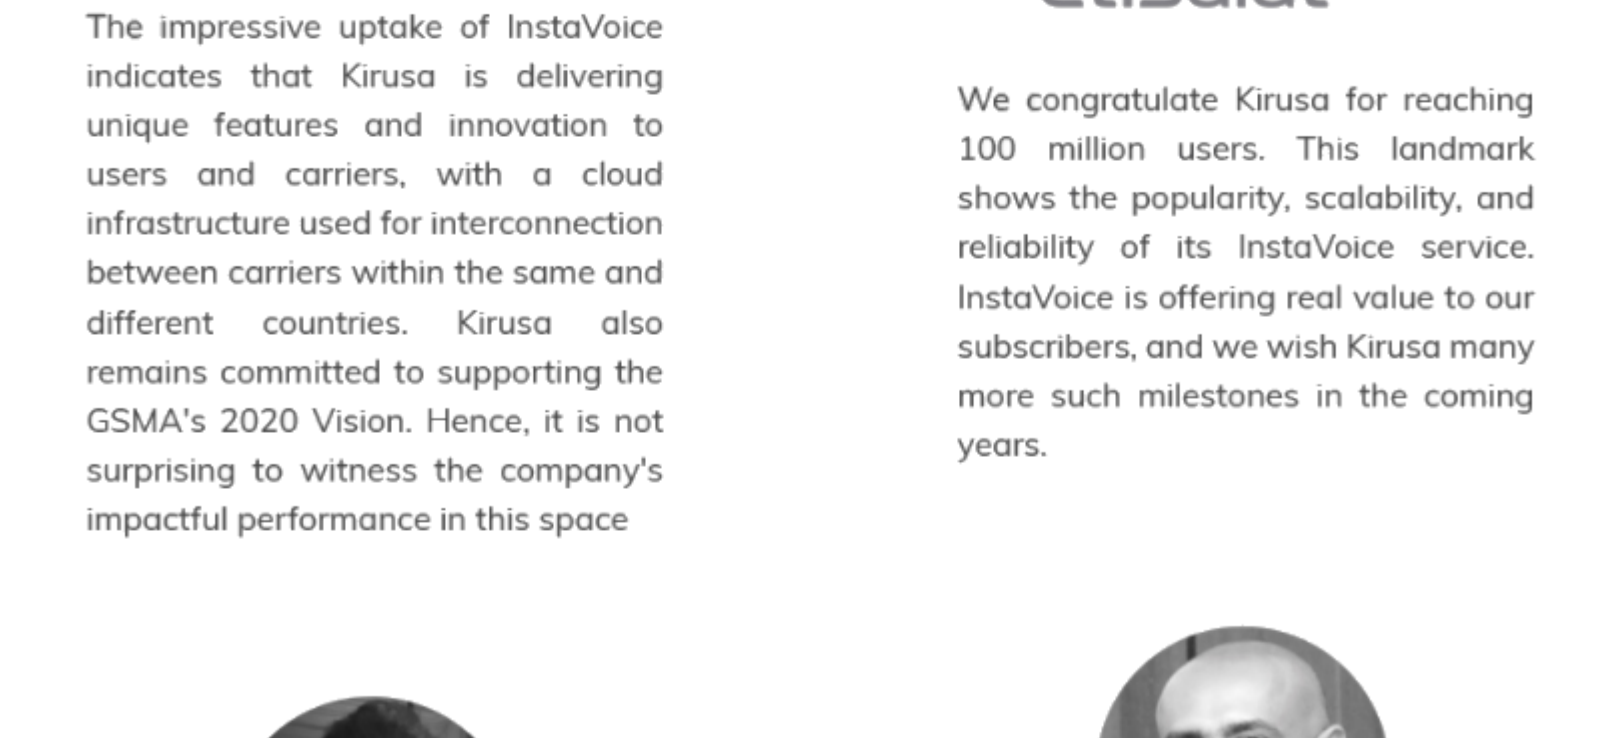 The impressive uptake of InstaVoice
indicates that Kirusa is delivering
unique features and innovation to
users and carriers, with a cloud
infrastructure used for interconnection
between carriers within the same and
different countries. Kirusa also
remains committed to supporting the
GSMA's 2020 Vision. Hence, it is not
surprising to witness the company's
impactful performance in this space
etisalat
We congratulate Kirusa for reaching
100 million users. This landmark
shows the popularity, scalability, and
reliability of its InstaVoice service.
InstaVoice is offering real value to our
subscribers, and we wish Kirusa many
more such milestones in the coming
years.